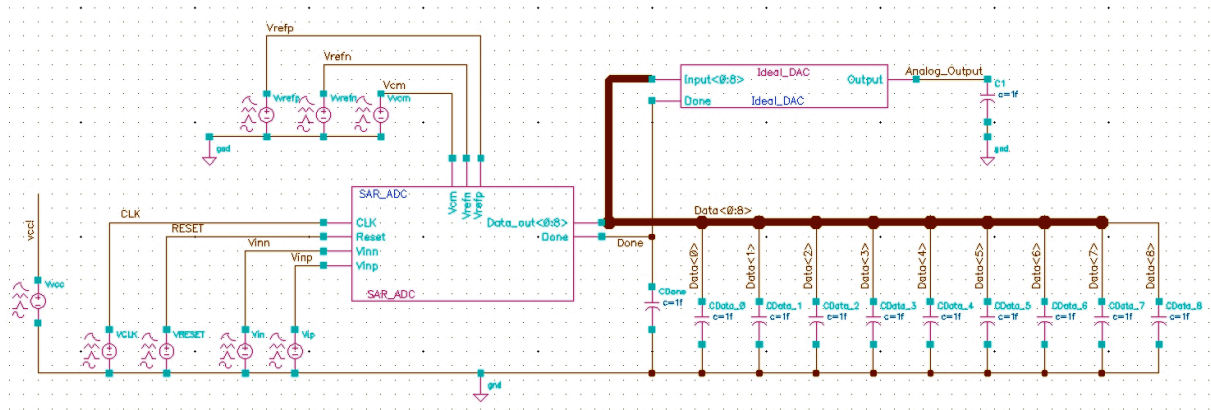 Vrefp
Vrefn
Vcm
Vvrefp
Vvrefn
Vvcm
gnd
Input<0:8>
Ideal_DAC
Output
Done
Ideal_DAC
Analog_Output
C1
c=1f
gnd
SAR_ADC
Vcm
Vrefn
Vrefp
CLK
Reset
Vinn
Vinp
Data_out<0:8>
Done
SAR_ADC
CLK
RESET
Vinn
Vinp
Done
Data<0:8>
vcc!
Vvcc
VCLK
VRESET
Vin
Vip
gnd
Data<0>
Data<1>
Data<2>
Data<3>
Data<4>
Data<5>
Data<6>
Data<7>
Data<8>
CDone
c=1f
CData_0
c=1f
CData_1
c=1f
CData_2
c=1f
CData_3
c=1f
CData_4
c=1f
CData_5
c=1f
CData_6
c=1f
CData_7
c=1f
CData_8
c=1f